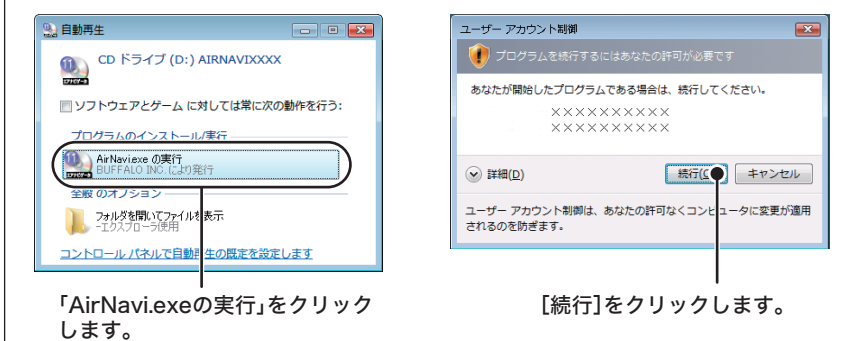 自動再生
CD ドライブ (D:) AIRNAVIXXXX
ソフトウェアとゲーム に対しては常に次の動作を行う:
プログラムのインストール/実行
AirNavi.exe の実行
BUFFALO INC. により発行
全般 のオプション
フォルダを開いてファイルを表示
-エクスプローラ使用
コントロール パネルで自動再生の既定を設定します
「AirNavi.exeの実行」をクリック
します。
ユーザー アカウント制御
プログラムを続行するにはあなたの許可が必要です
あなたが開始したプログラムである場合は、続行してください。
××××××××××
××××××××××
詳細(D)
続行(
キャンセル
ユーザー アカウント制御は、あなたの許可なくコンピュータに変更が適用
されるのを防ぎます。
[続行]をクリックします。